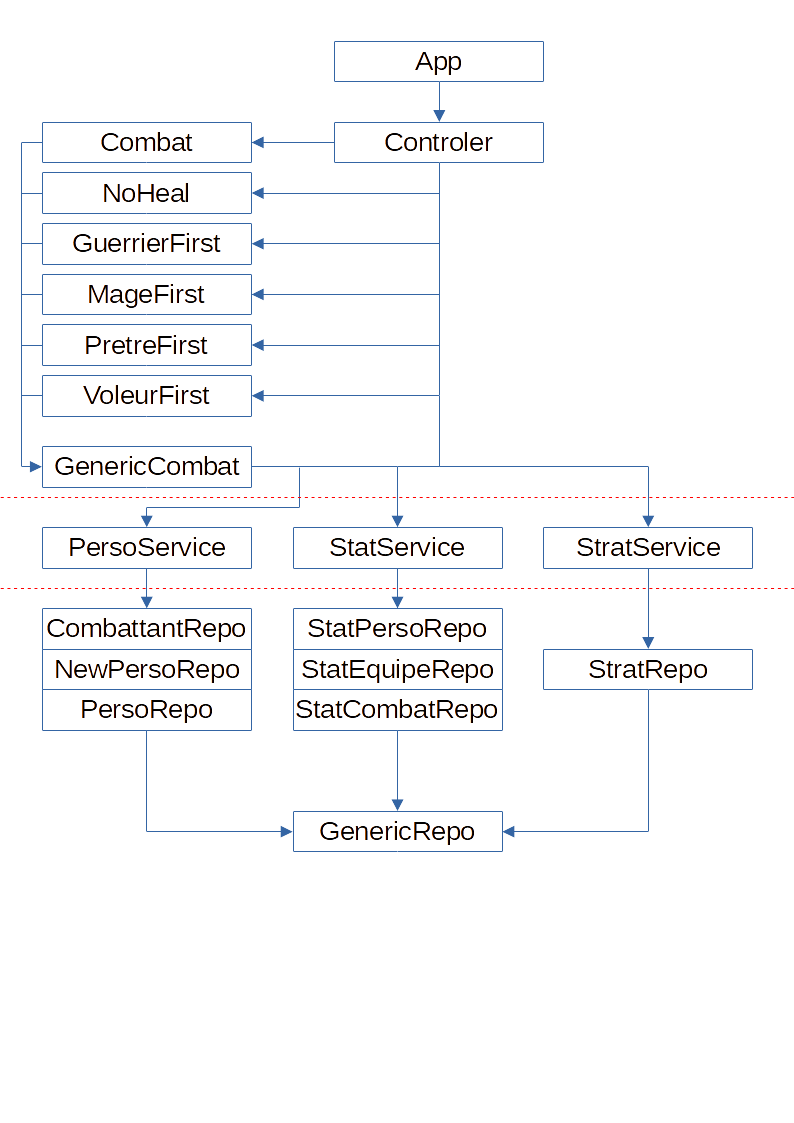 App
Controler
Combat
NoHeal
GuerrierFirst
MageFirst
PretreFirst
VoleurFirst
GenericCombat
PersoService
StatService
StratService
CombattantRepo
NewPersoRepo
PersoRepo
StatPersoRepo
StatEquipeRepo
StatCombatRepo
StratRepo
GenericRepo